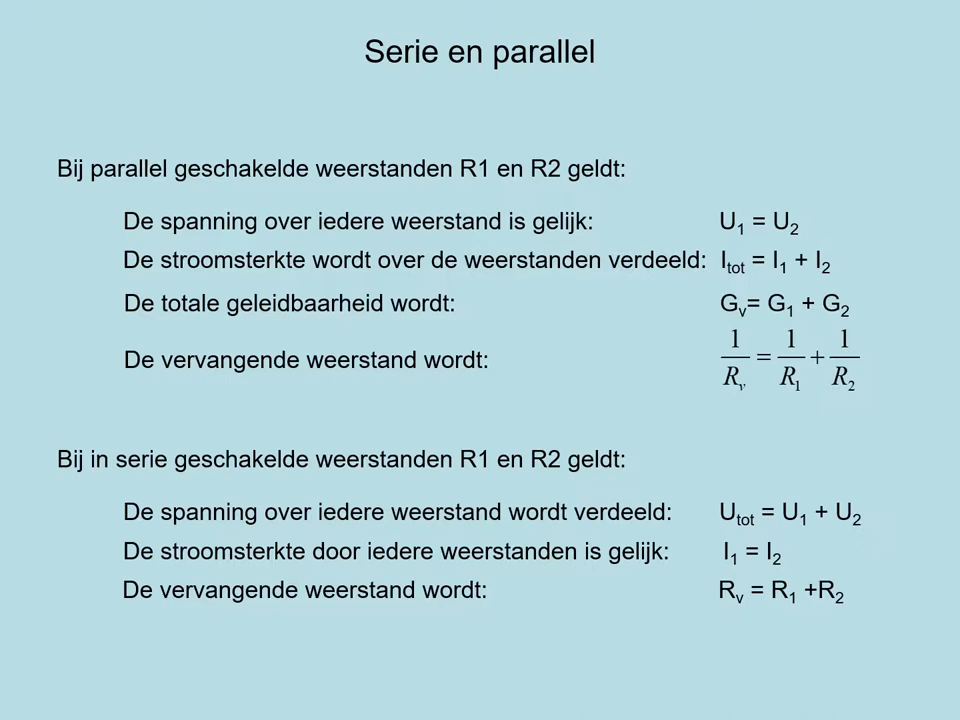 Serie en parallel
Bij parallel geschakelde weerstanden R1 en R2 geldt:
De spanning over iedere weerstand is gelijk: U₁ = U₂
De stroomsterkte wordt over de weerstanden verdeeld: Iₜₒₜ = I₁ + I₂
De totale geleidbaarheid wordt: Gᵥ= G₁ + G₂
De vervangende weerstand wordt: 1/Rᵥ = 1/R₁ + 1/R₂
Bij in serie geschakelde weerstanden R1 en R2 geldt:
De spanning over iedere weerstand wordt verdeeld: Uₜₒₜ = U₁ + U₂
De stroomsterkte door iedere weerstanden is gelijk: I₁ = I₂
De vervangende weerstand wordt: Rᵥ = R₁ +R₂